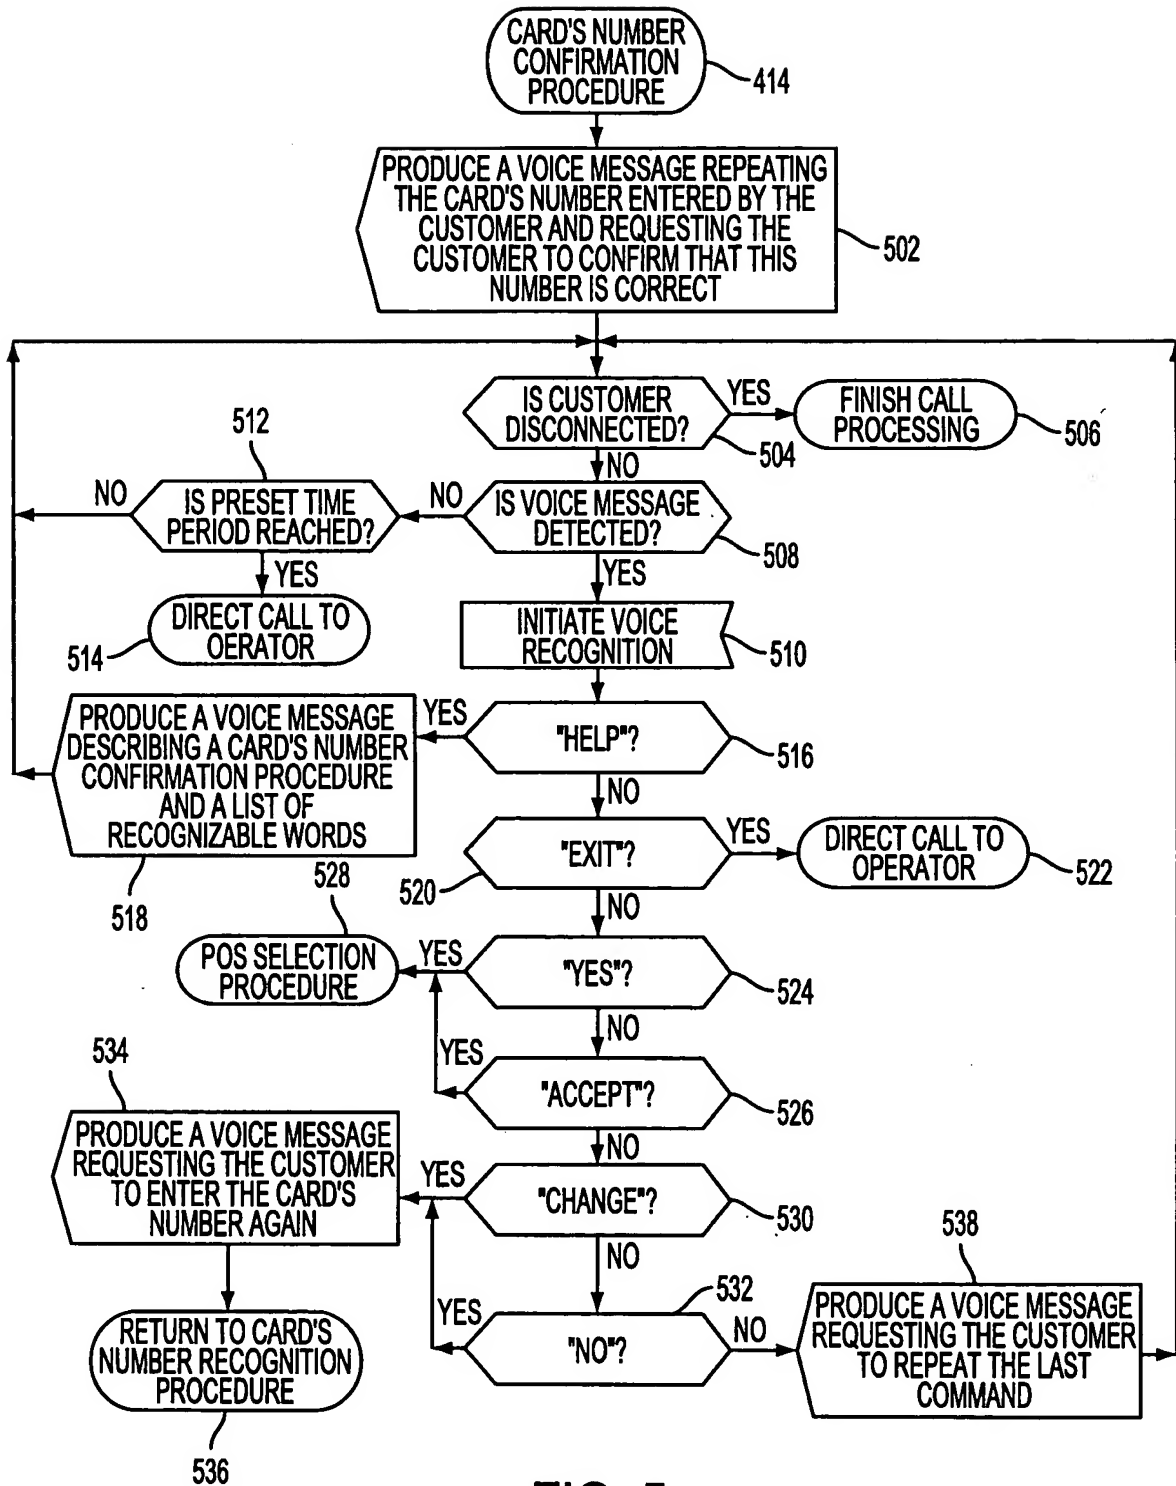 CARD'S NUMBER
CONFIRMATION
PROCEDURE
414
PRODUCE A VOICE MESSAGE REPEATING
THE CARD'S NUMBER ENTERED BY THE
CUSTOMER AND REQUESTING THE
CUSTOMER TO CONFIRM THAT THIS
NUMBER IS CORRECT
502
IS CUSTOMER
DISCONNECTED?
504
YES
FINISH CALL
PROCESSING
506
NO
512
IS PRESET TIME
PERIOD REACHED?
NO
NO
IS VOICE MESSAGE
DETECTED?
508
YES
DIRECT CALL TO
OERATOR
514
YES
INITIATE VOICE
RECOGNITION
510
PRODUCE A VOICE MESSAGE
DESCRIBING A CARD'S NUMBER
CONFIRMATION PROCEDURE
AND A LIST OF
RECOGNIZABLE WORDS
518
YES
"HELP"?
516
NO
"EXIT"?
520
YES
DIRECT CALL TO
OPERATOR
522
NO
528
POS SELECTION
PROCEDURE
YES
"YES"?
524
NO
YES
"ACCEPT"?
526
NO
534
PRODUCE A VOICE MESSAGE
REQUESTING THE CUSTOMER
TO ENTER THE CARD'S
NUMBER AGAIN
YES
"CHANGE"?
530
NO
532
YES
"NO"?
NO
538
PRODUCE A VOICE MESSAGE
REQUESTING THE CUSTOMER
TO REPEAT THE LAST
COMMAND
RETURN TO CARD'S
NUMBER RECOGNITION
PROCEDURE
536